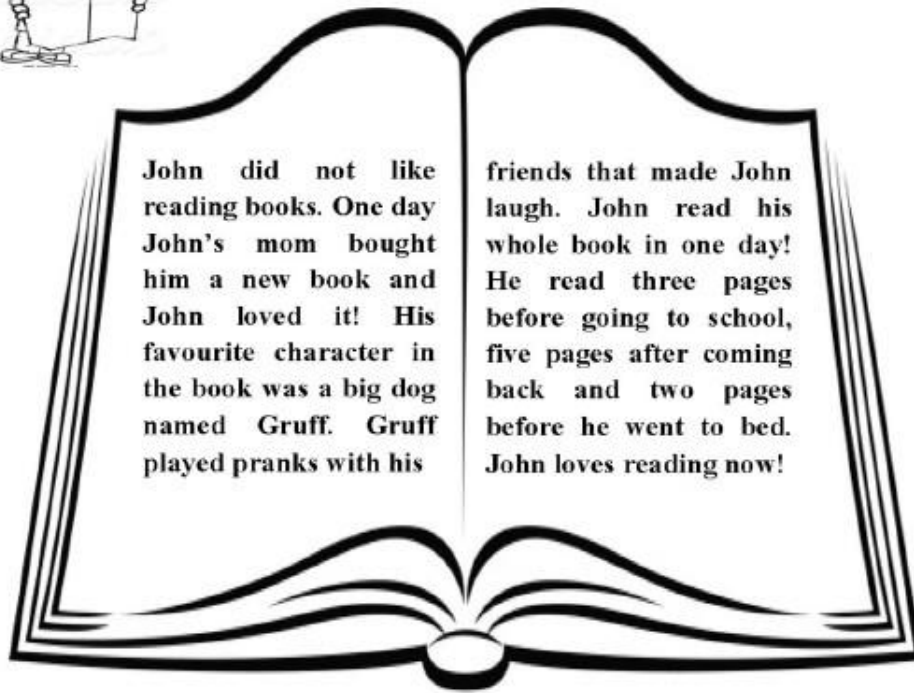 John did not like
reading books. One day
John's mom bought
him a new book and
John loved it! His
favourite character in
the book was a big dog
named Gruff. Gruff
played pranks with his
friends that made John
laugh. John read his
whole book in one day!
He read three pages
before going to school,
five pages after coming
back and two pages
before he went to bed.
John loves reading now!